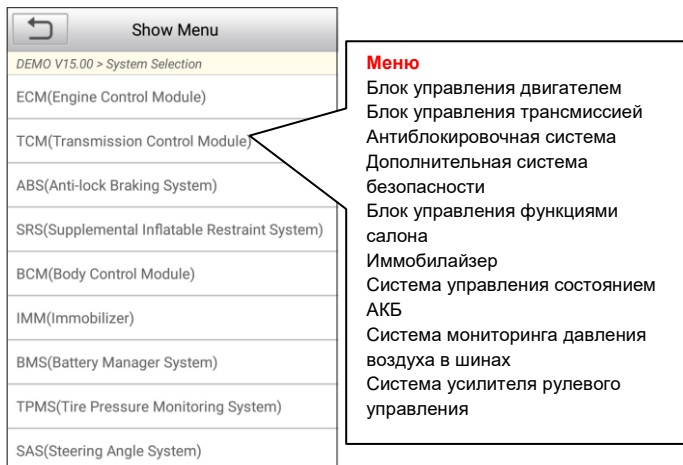 Show Menu
DEMO V15.00 > System Selection
ECM(Engine Control Module)
TCM(Transmission Control Module)
ABS(Anti-lock Braking System)
SRS(Supplemental Inflatable Restraint System)
BCM(Body Control Module)
IMM(Immobilizer)
BMS(Battery Manager System)
TPMS(Tire Pressure Monitoring System)
SAS(Steering Angle System)
Меню
Блок управления двигателем
Блок управления трансмиссией
Антиблокировочная система
Дополнительная система
безопасности
Блок управления функциями
салона
Иммобилайзер
Система управления состоянием
АКБ
Система мониторинга давления
воздуха в шинах
Система усилителя рулевого
управления